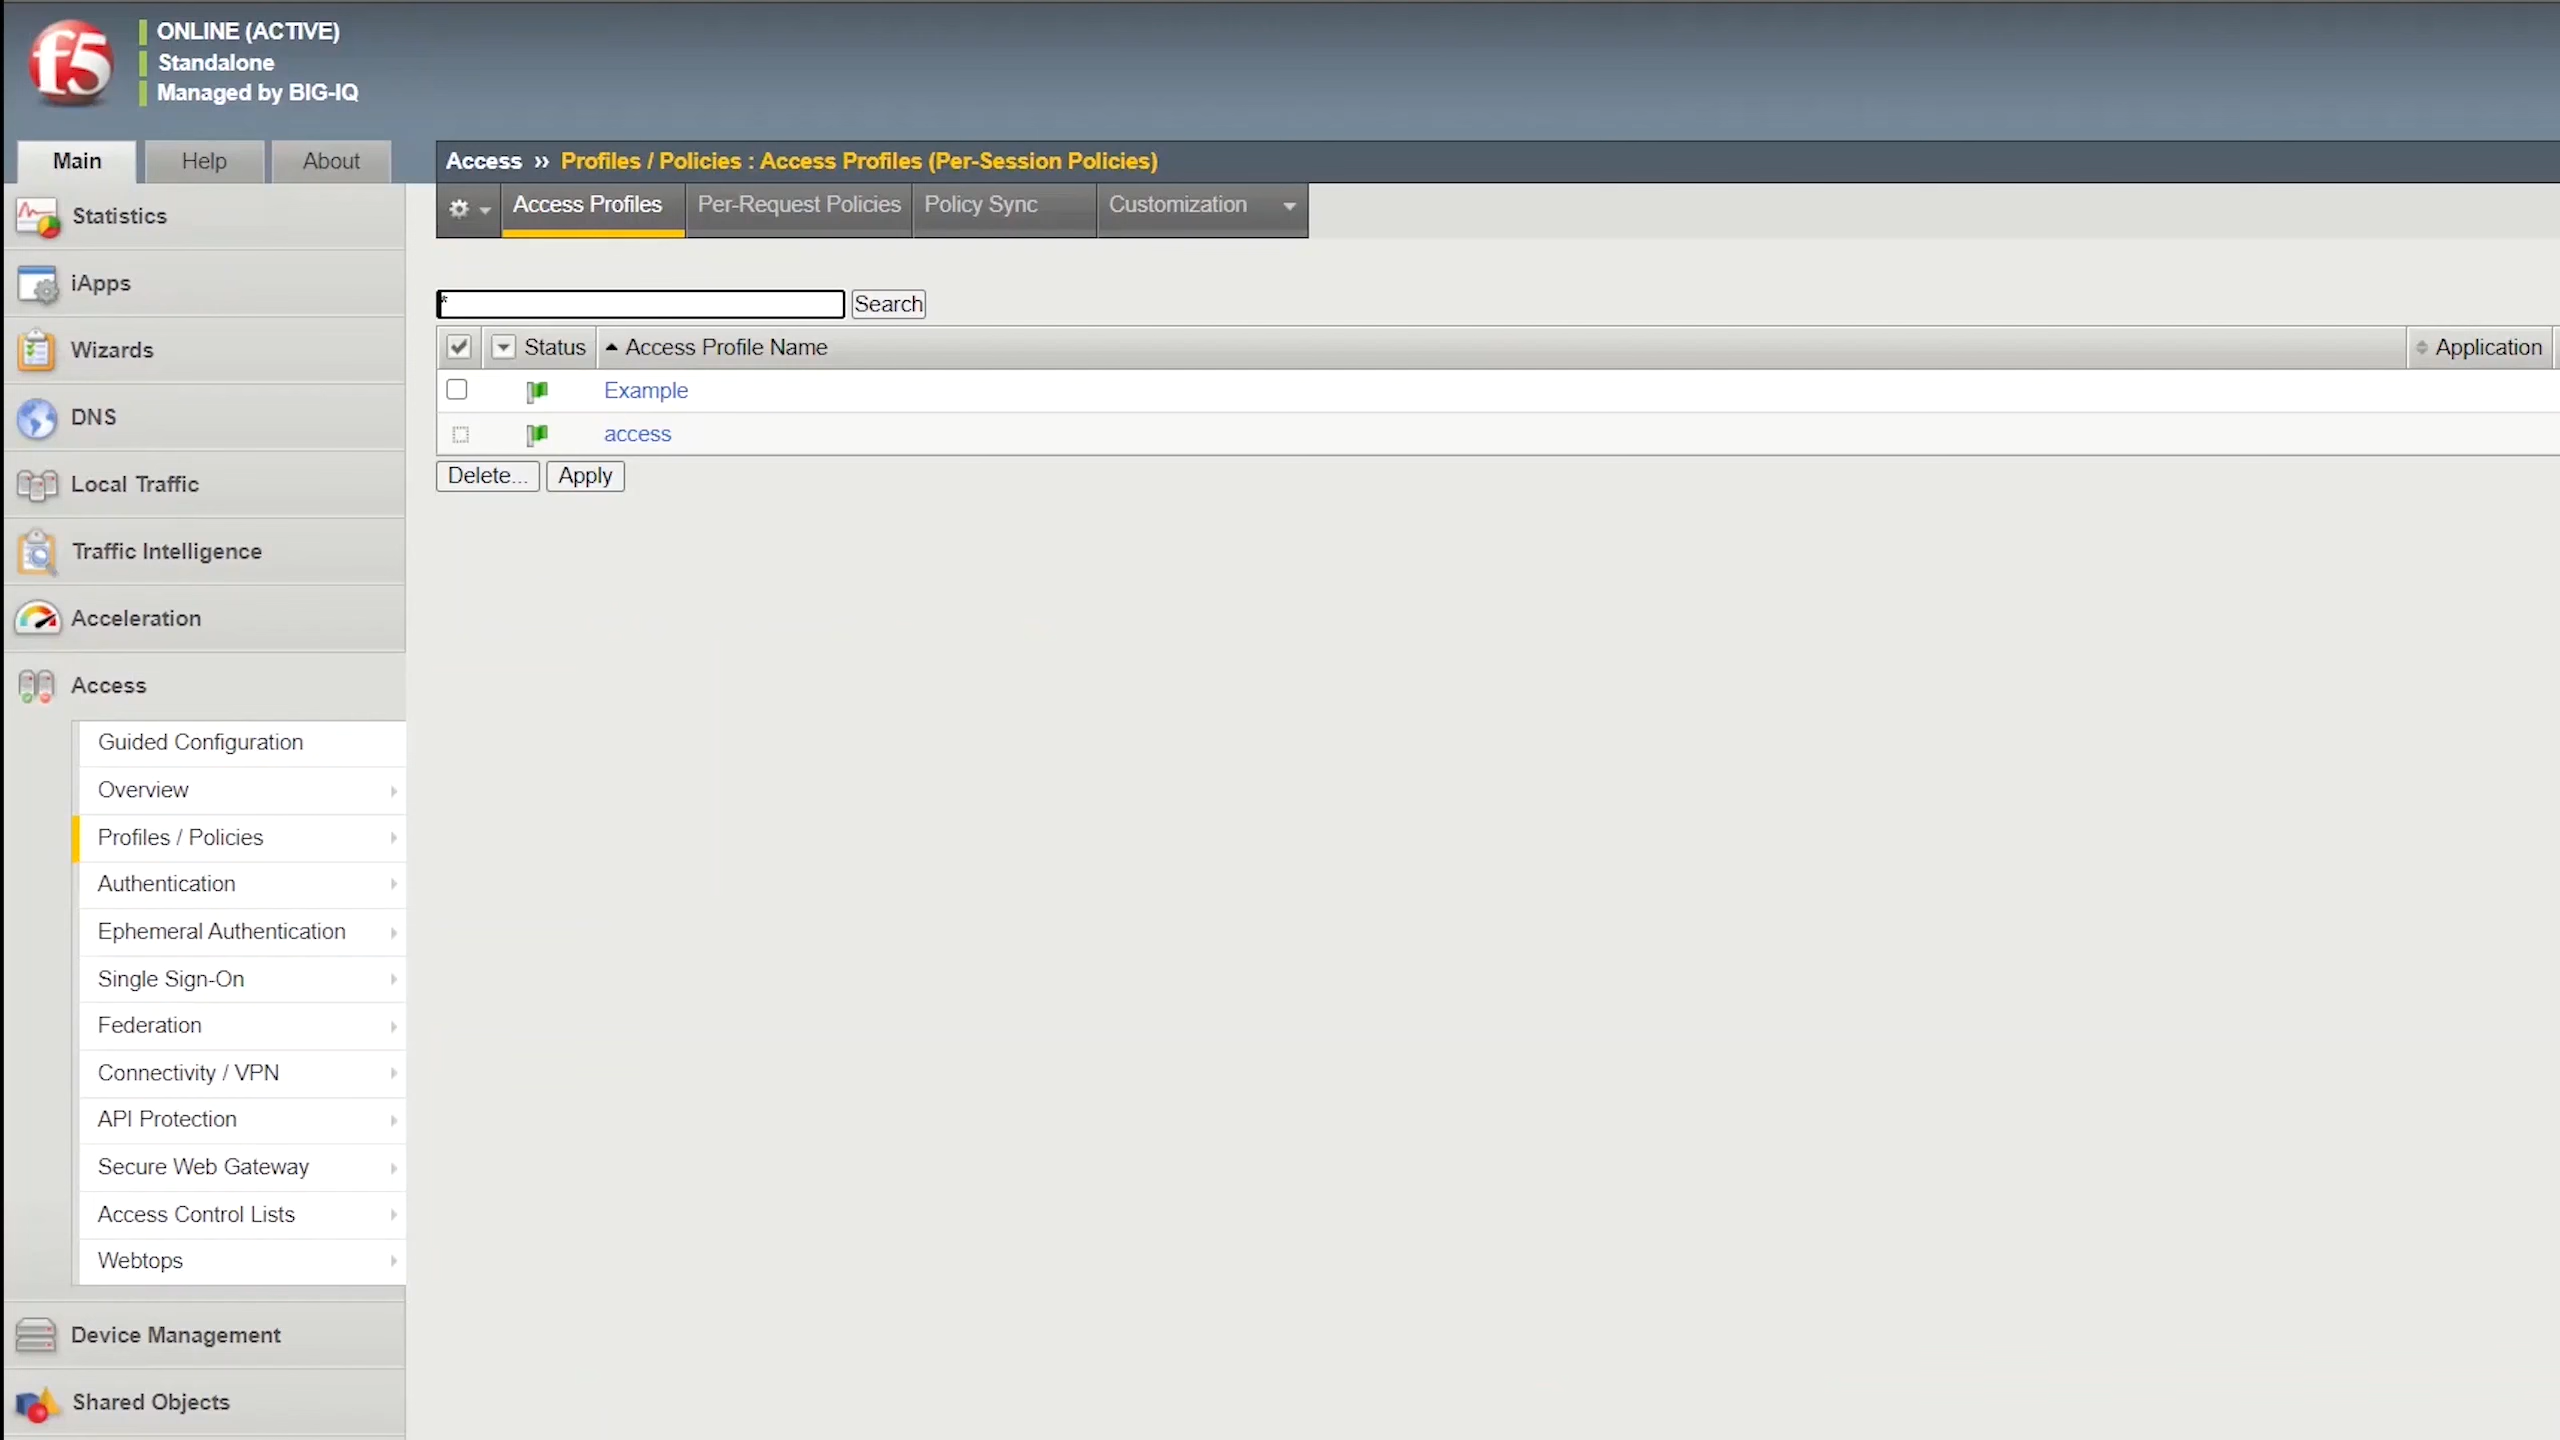 f5
ONLINE (ACTIVE)
Standalone
Managed by BIG-IQ
Main
Help
About
Access ›› Profiles / Policies : Access Profiles (Per-Session Policies)
Access Profiles
Per-Request Policies
Policy Sync
Customization
Statistics
iApps
Wizards
DNS
Local Traffic
Traffic Intelligence
Acceleration
Access
Guided Configuration
Overview
Profiles / Policies
Authentication
Ephemeral Authentication
Single Sign-On
Federation
Connectivity / VPN
API Protection
Secure Web Gateway
Access Control Lists
Webtops
Device Management
Shared Objects
*
Search
Status
Access Profile Name
Application
Example
access
Delete...
Apply